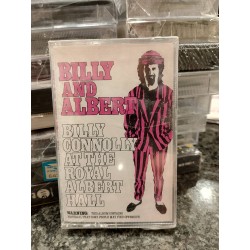 BILLY
AND
ALBERT
BILLY
CONNOLLY
AT THE
ROYAL
ALBERT
HALL
WARNING